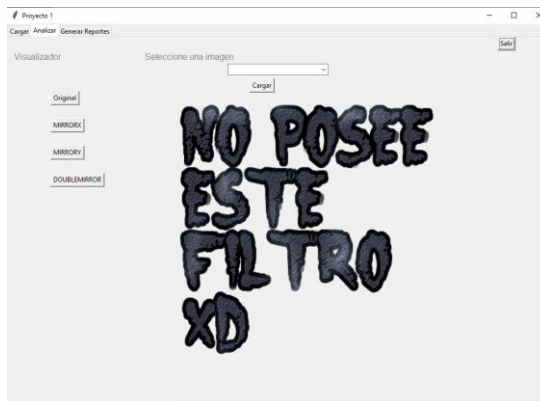 Proyecto 1
Cargar Analizar Generar Reportes
Salir
Visualizador
Seleccione una imagen
Cargar
Original
MIRRORX
MIRRORY
DOUBLEMIRROR
NO POSEE
ESTE
FILTRO
XD